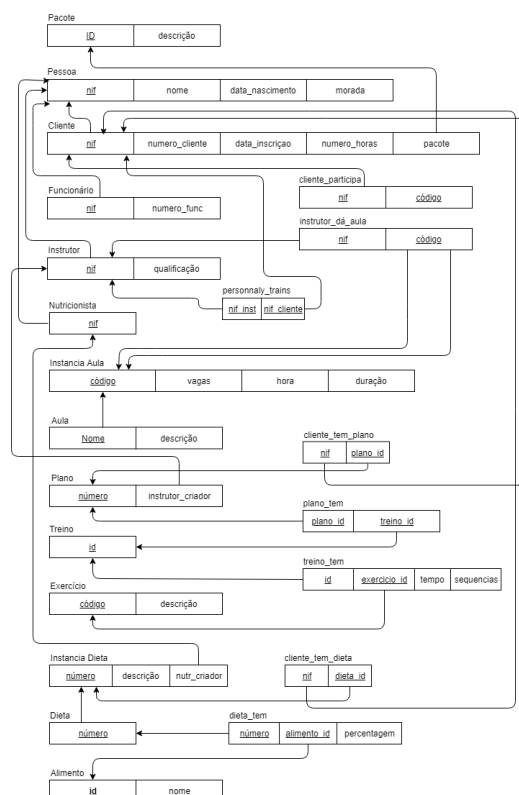 Pacote
ID descrição
Pessoa
nif nome data_nascimento morada
Cliente
nif numero_cliente data_inscriçao numero_horas pacote
cliente_participa
nif código
Funcionário
nif numero_func
instrutor_dá_aula
nif código
Instrutor
nif qualificação
personnaly_trains
nif_inst nif_cliente
Nutricionista
nif
Instancia Aula
código vagas hora duração
Aula
Nome descrição
cliente_tem_plano
nif plano_id
Plano
número instrutor_criador
plano_tem
plano_id treino_id
Treino
id
treino_tem
id exercicio_id tempo sequencias
Exercício
código descrição
Instancia Dieta
número descrição nutr_criador
cliente_tem_dieta
nif dieta_id
Dieta
número
dieta_tem
número alimento_id percentagem
Alimento
id nome